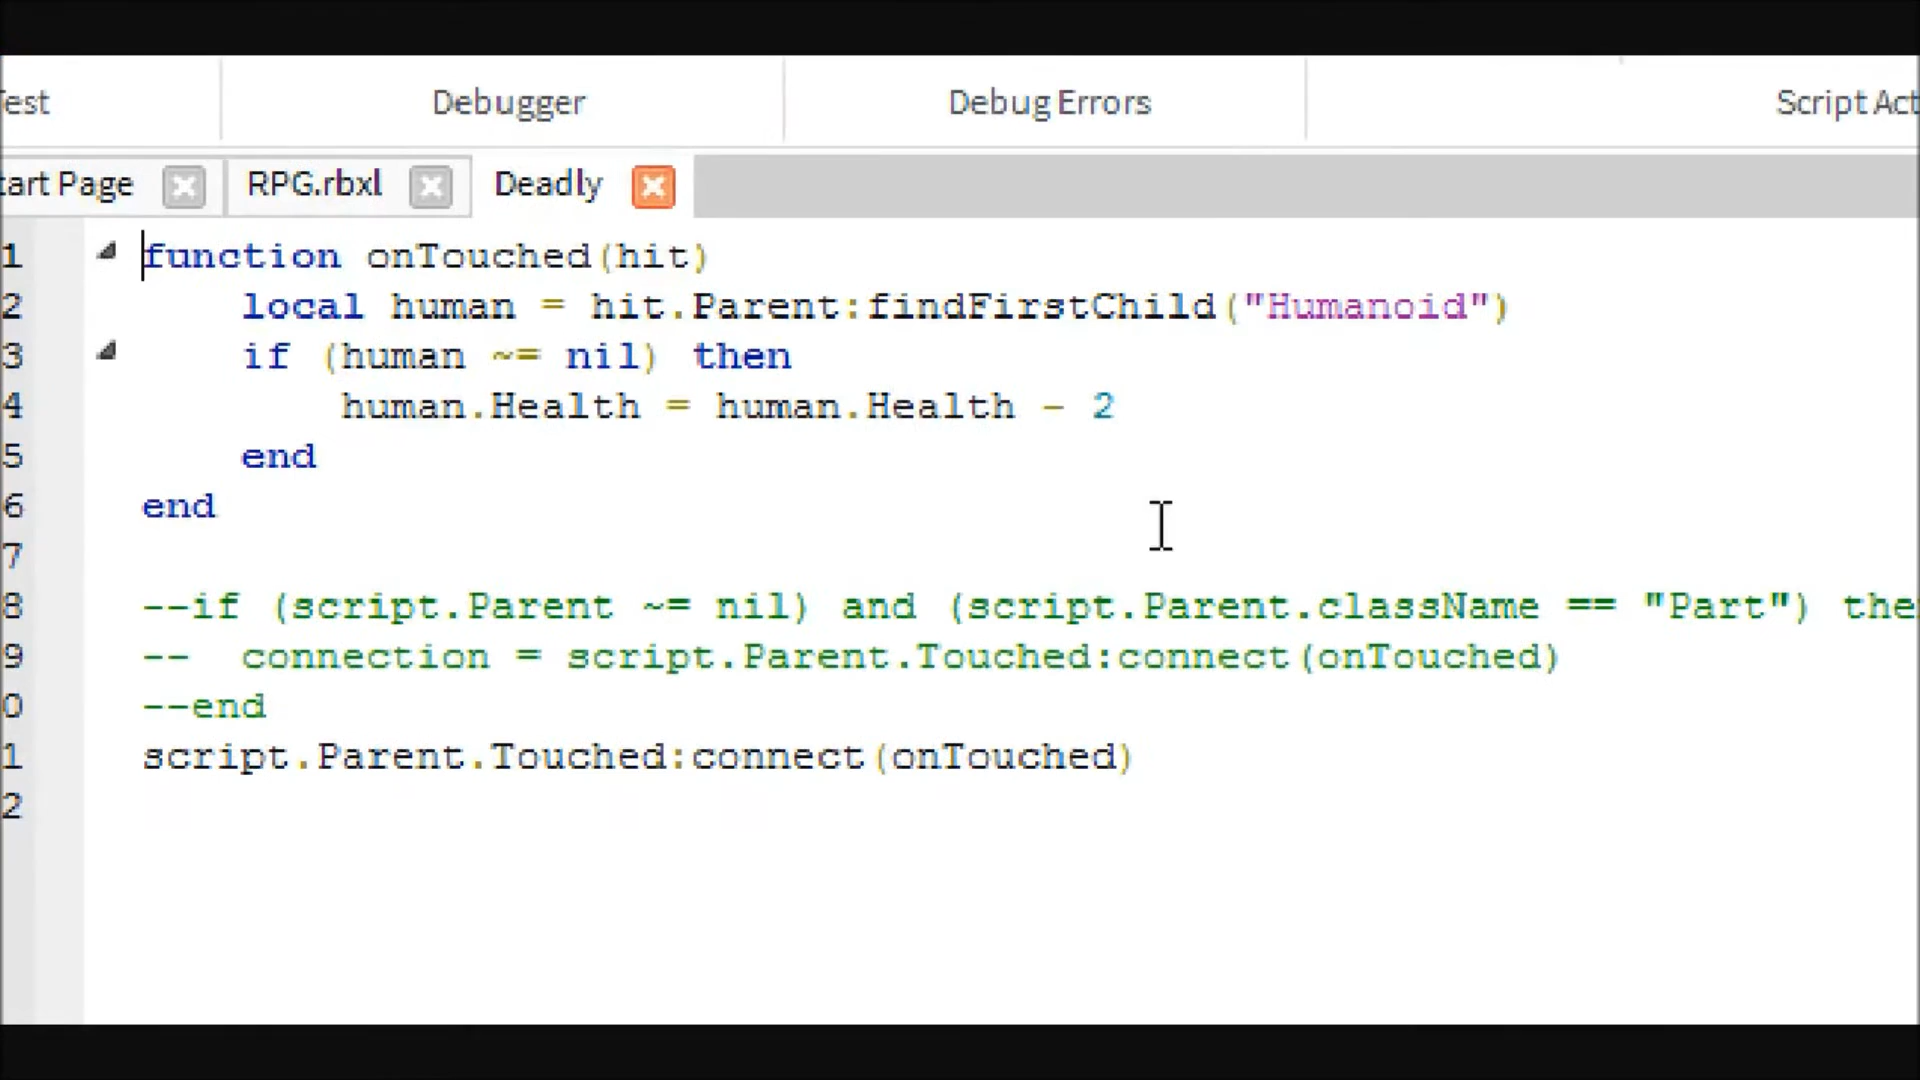 est Debugger Debug Errors Script Act
tart Page RPG.rbxl Deadly
1 function onTouched(hit)
2 local human = hit.Parent:findFirstChild("Humanoid")
3 if (human ~= nil) then
4 human.Health = human.Health - 2
5 end
6 end
7
8 --if (script.Parent ~= nil) and (script.Parent.className == "Part") the
9 -- connection = script.Parent.Touched:connect(onTouched)
0 --end
1 script.Parent.Touched:connect(onTouched)
2